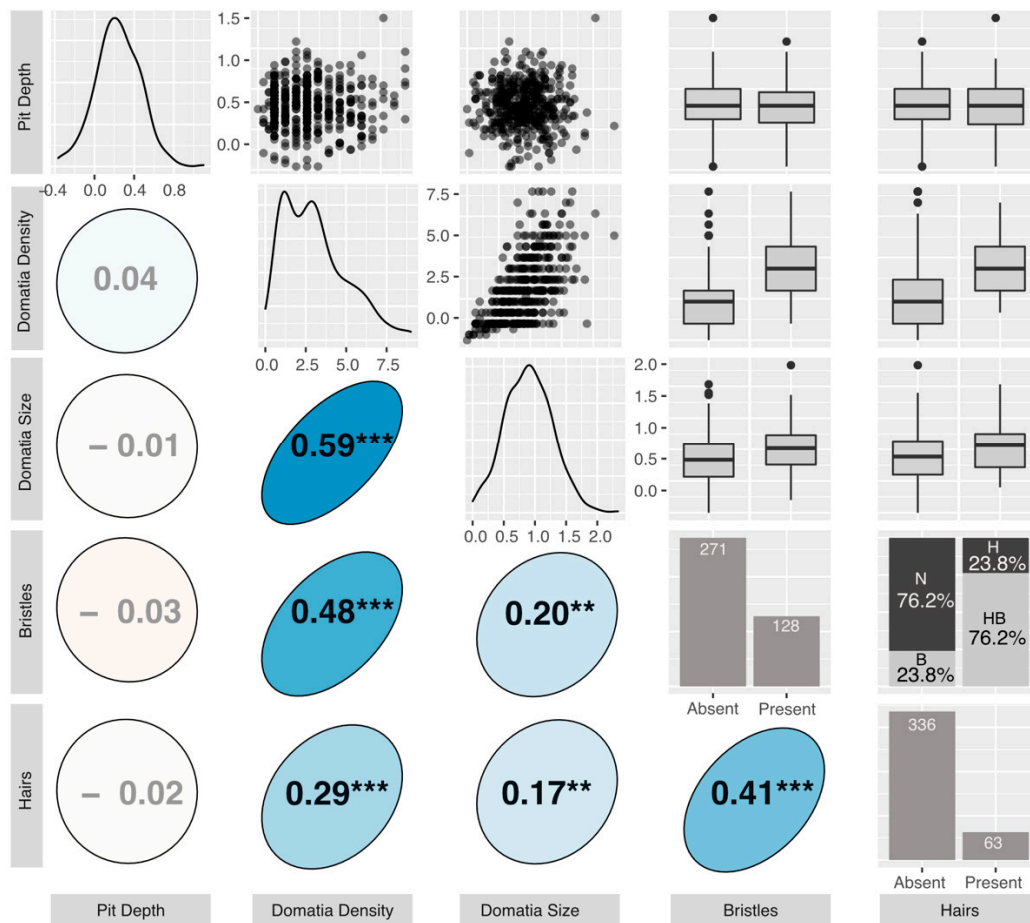 Pit Depth
1.5
1.0
0.5
0.0
-0.4 0.0 0.4 0.8
Domatia Density
0.04
7.5
5.0
2.5
0.0
0.0 2.5 5.0 7.5
Domatia Size
– 0.01
0.59***
2.0
1.5
1.0
0.5
0.0
0.0 0.5 1.0 1.5 2.0
Bristles
– 0.03
0.48***
0.20**
271
128
Absent Present
N
76.2%
B
23.8%
H
23.8%
HB
76.2%
Hairs
– 0.02
0.29***
0.17**
0.41***
336
63
Absent Present
Pit Depth Domatia Density Domatia Size Bristles Hairs